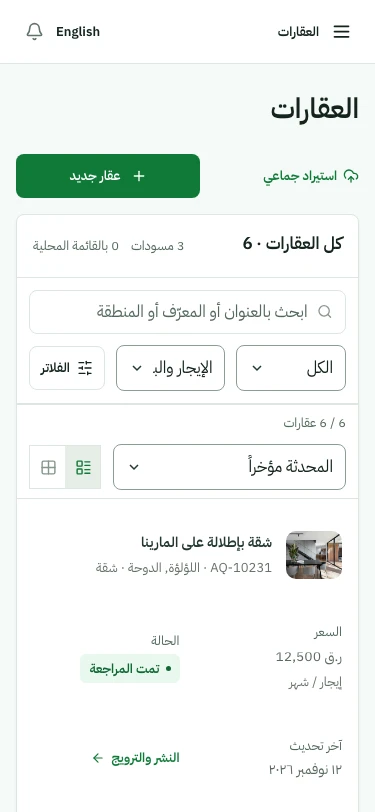 العقارات
English
العقارات
استيراد جماعي
عقار جديد
كل العقارات · 6
3 مسودات
0 بالقائمة المحلية
ابحث بالعنوان أو المعرّف أو المنطقة
الكل
الإيجار والبـ
الفلاتر
6 / 6 عقارات
المحدثة مؤخراً
شقة بإطلالة على المارينا
AQ-10231 · اللؤلؤة, الدوحة · شقة
السعر
ر.ق 12,500
إيجار / شهر
الحالة
تمت المراجعة
آخر تحديث
١٢ نوفمبر ٢٠٢٦
النشر والترويج